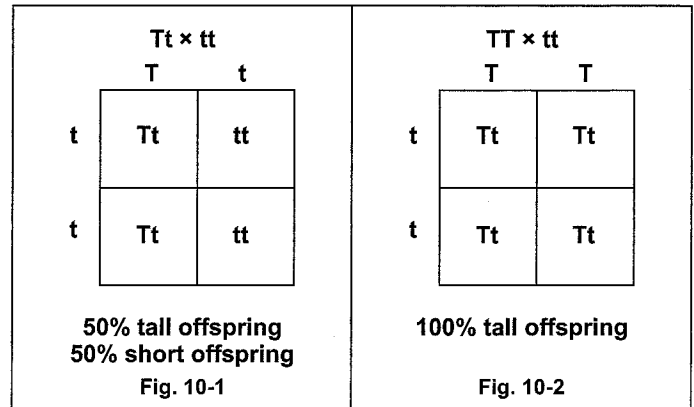 Tt × tt
T t
t Tt tt
t Tt tt
50% tall offspring
50% short offspring
Fig. 10-1
TT × tt
T T
t Tt Tt
t Tt Tt
100% tall offspring
Fig. 10-2